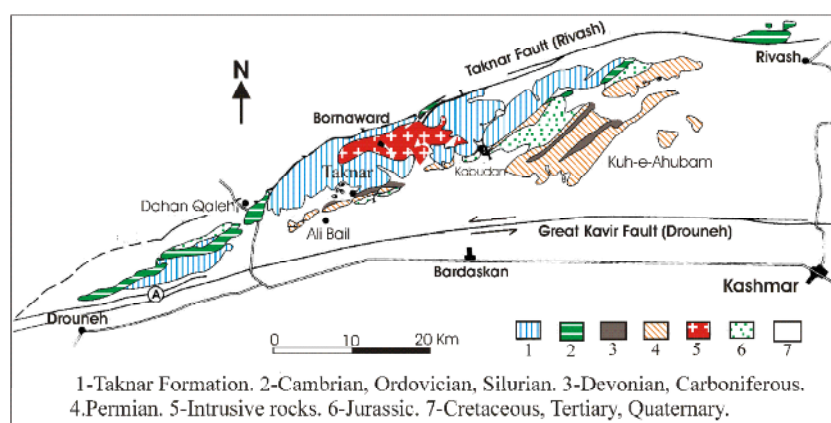 Taknar Fault (Rivash)
Rivash
N
Bornaward
Taknar
Kabudan
Kuh-e-Ahubam
Dahan Qaleh
Ali Bail
Great Kavir Fault (Drouneh)
Bardaskan
Kashmar
A
Drouneh
0 10 20 Km
1 2 3 4 5 6 7
1-Taknar Formation. 2-Cambrian, Ordovician, Silurian. 3-Devonian, Carboniferous.
4.Permian. 5-Intrusive rocks. 6-Jurassic. 7-Cretaceous, Tertiary, Quaternary.